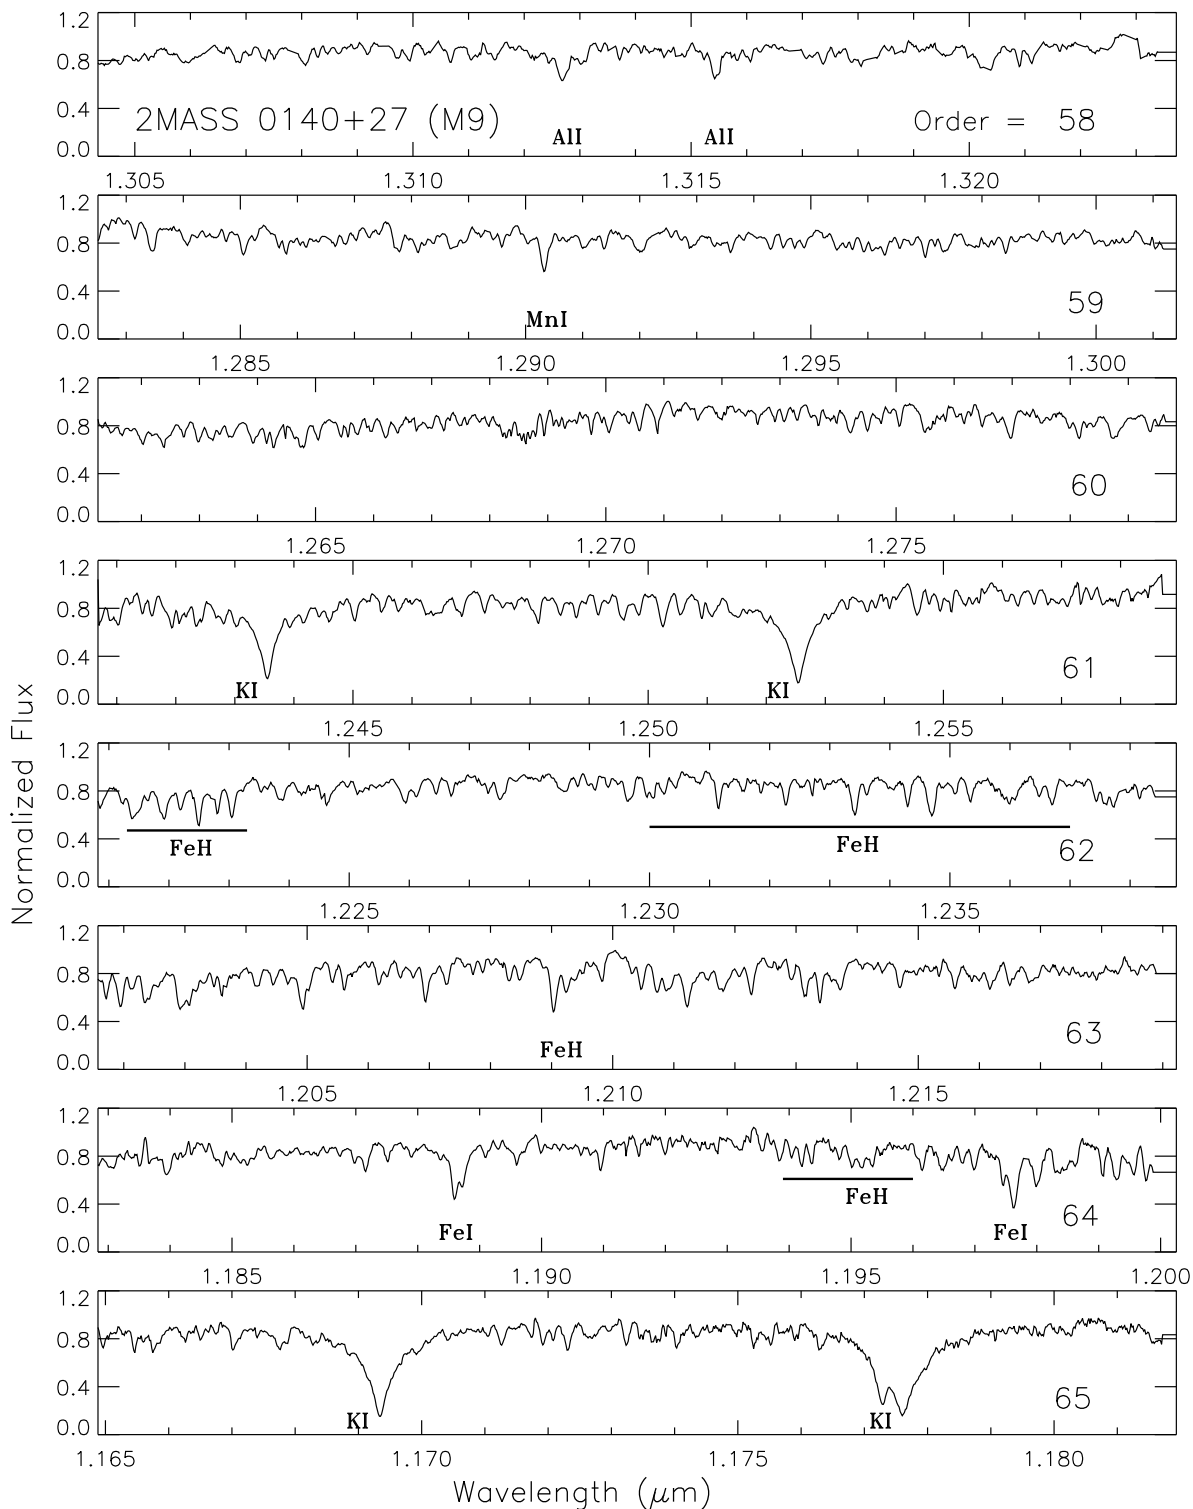 1.2
0.8
0.4
0.0
2MASS 0140+27 (M9)
Order = 58
AlI
AlI
1.305 1.310 1.315 1.320
1.2
0.8
0.4
0.0
59
MnI
1.285 1.290 1.295 1.300
1.2
0.8
0.4
0.0
60
1.265 1.270 1.275
1.2
0.8
0.4
0.0
61
KI
KI
1.245 1.250 1.255
1.2
0.8
0.4
0.0
FeH
FeH
62
1.225 1.230 1.235
1.2
0.8
0.4
0.0
63
FeH
1.205 1.210 1.215
1.2
0.8
0.4
0.0
FeH
64
FeI
FeI
1.185 1.190 1.195 1.200
1.2
0.8
0.4
0.0
65
KI
KI
1.165 1.170 1.175 1.180
Wavelength (μm)
Normalized Flux